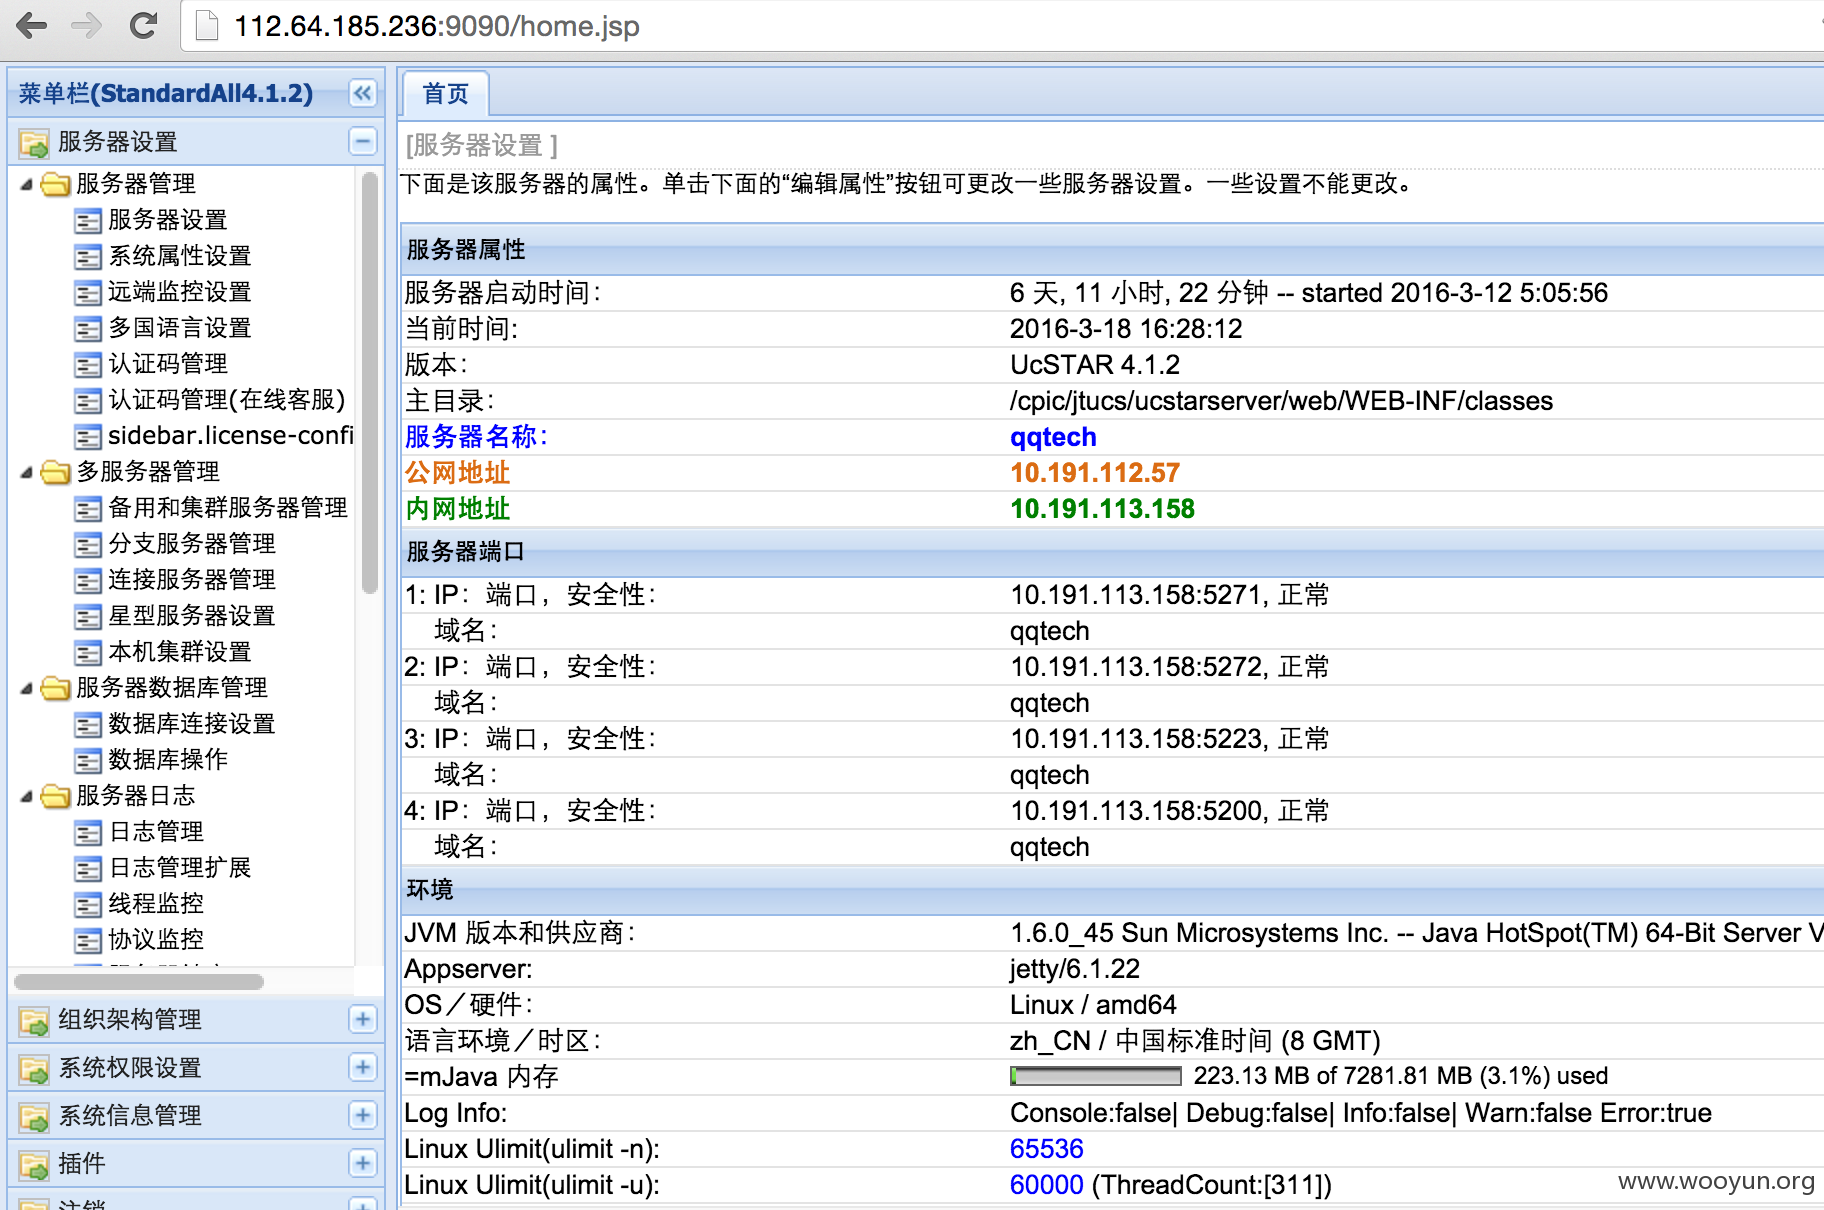 112.64.185.236:9090/home.jsp
菜单栏(StandardAll4.1.2)
服务器设置
服务器管理
服务器设置
系统属性设置
远端监控设置
多国语言设置
认证码管理
认证码管理(在线客服)
sidebar.license-confi
多服务器管理
备用和集群服务器管理
分支服务器管理
连接服务器管理
星型服务器设置
本机集群设置
服务器数据库管理
数据库连接设置
数据库操作
服务器日志
日志管理
日志管理扩展
线程监控
协议监控
组织架构管理
系统权限设置
系统信息管理
插件
注销
首页
[服务器设置 ]
下面是该服务器的属性。单击下面的“编辑属性”按钮可更改一些服务器设置。一些设置不能更改。
服务器属性
服务器启动时间： 6 天, 11 小时, 22 分钟 -- started 2016-3-12 5:05:56
当前时间: 2016-3-18 16:28:12
版本： UcSTAR 4.1.2
主目录： /cpic/jtucs/ucstarserver/web/WEB-INF/classes
服务器名称： qqtech
公网地址 10.191.112.57
内网地址 10.191.113.158
服务器端口
1: IP：端口，安全性： 10.191.113.158:5271, 正常
域名： qqtech
2: IP：端口，安全性： 10.191.113.158:5272, 正常
域名： qqtech
3: IP：端口，安全性： 10.191.113.158:5223, 正常
域名： qqtech
4: IP：端口，安全性： 10.191.113.158:5200, 正常
域名： qqtech
环境
JVM 版本和供应商： 1.6.0_45 Sun Microsystems Inc. -- Java HotSpot(TM) 64-Bit Server V
Appserver: jetty/6.1.22
OS／硬件： Linux / amd64
语言环境／时区： zh_CN / 中国标准时间 (8 GMT)
=mJava 内存 223.13 MB of 7281.81 MB (3.1%) used
Log Info: Console:false| Debug:false| Info:false| Warn:false Error:true
Linux Ulimit(ulimit -n): 65536
Linux Ulimit(ulimit -u): 60000 (ThreadCount:[311])
www.wooyun.org